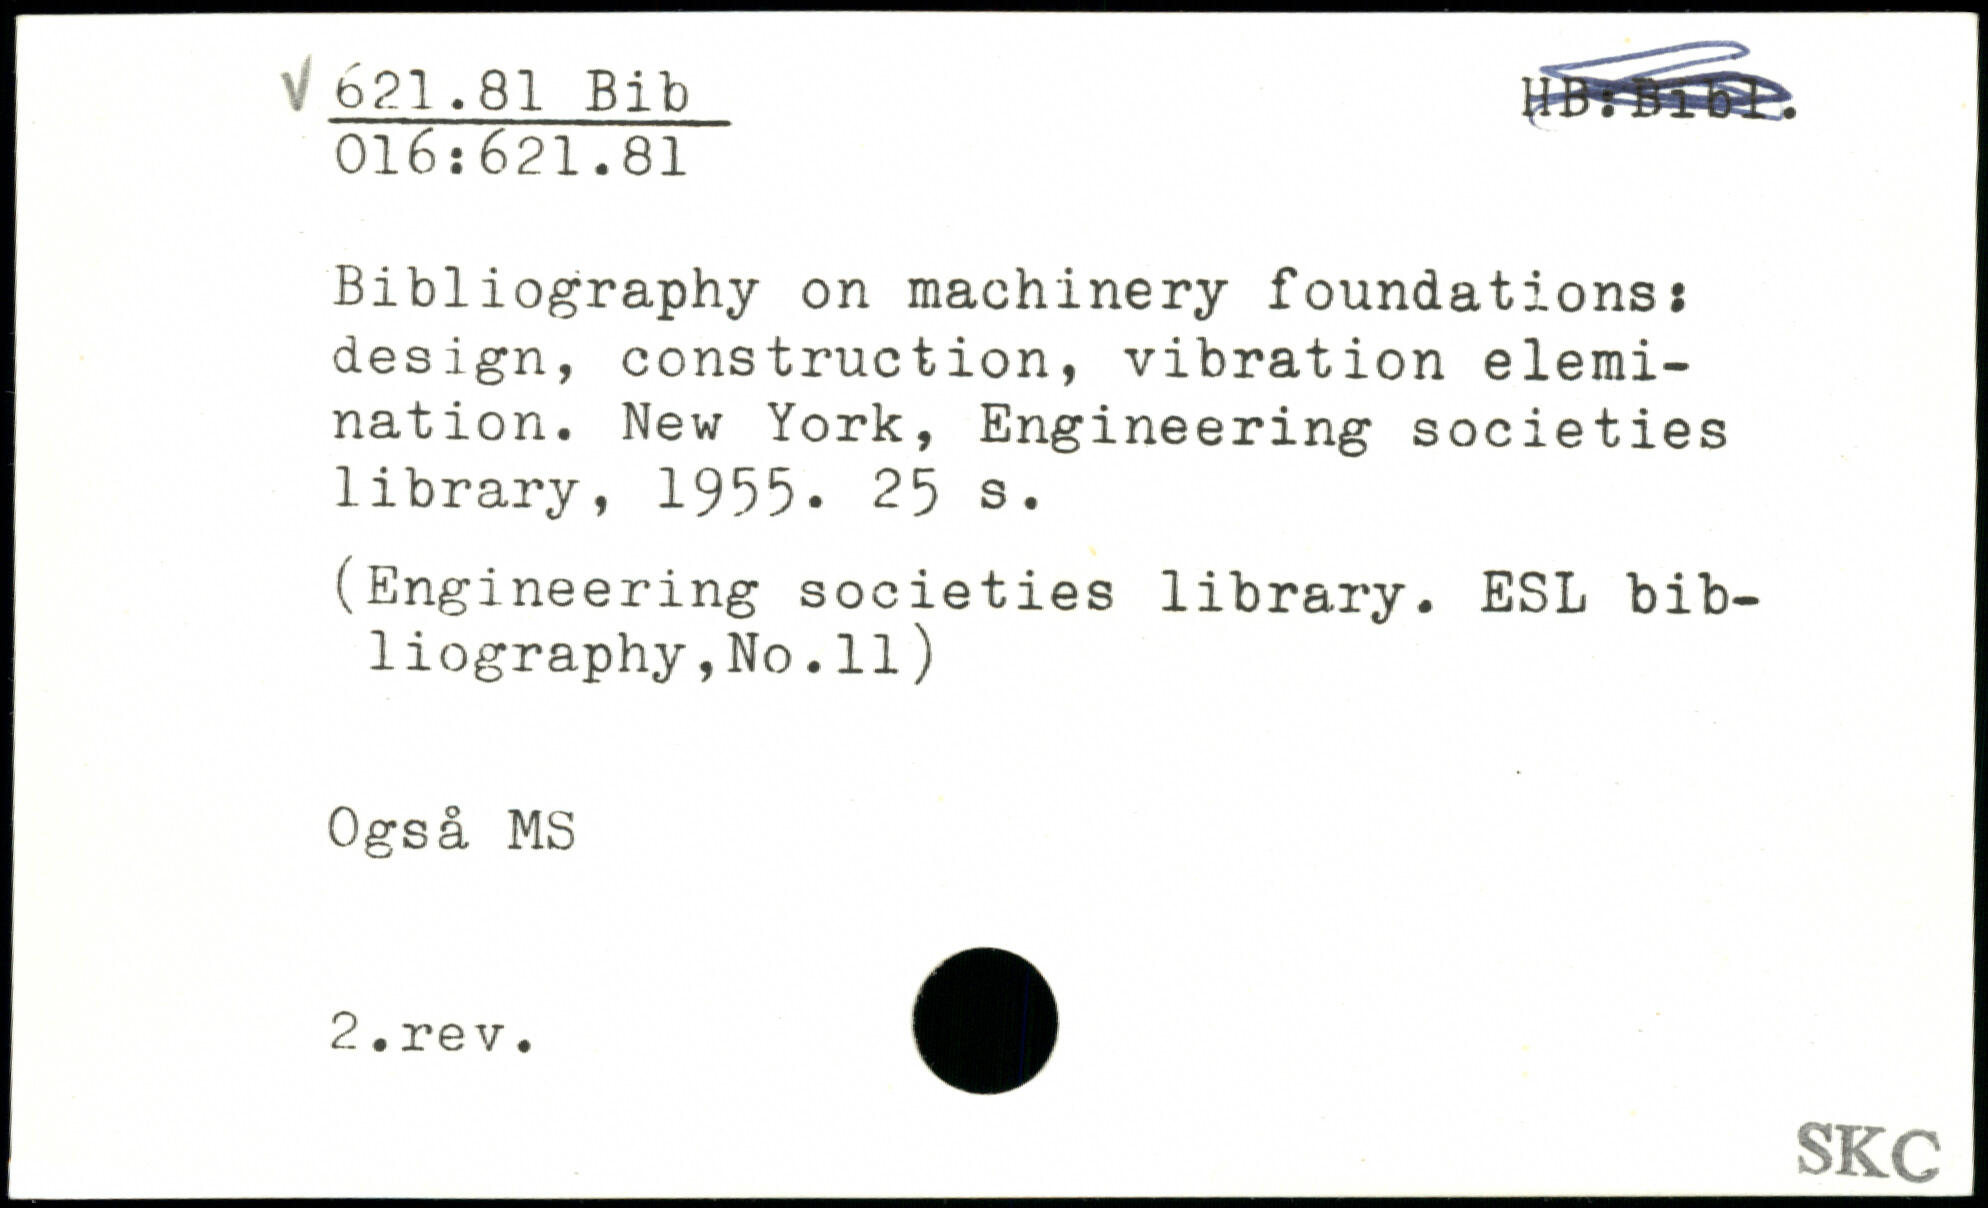 √ 621.81 Bib
HB:Bibl.
016:621.81
Bibliography on machinery foundations:
design, construction, vibration elemi-
nation. New York, Engineering societies
library, 1955. 25 s.
(Engineering societies library. ESL bib-
liography,No.11)
Også MS
2.rev.
SKC